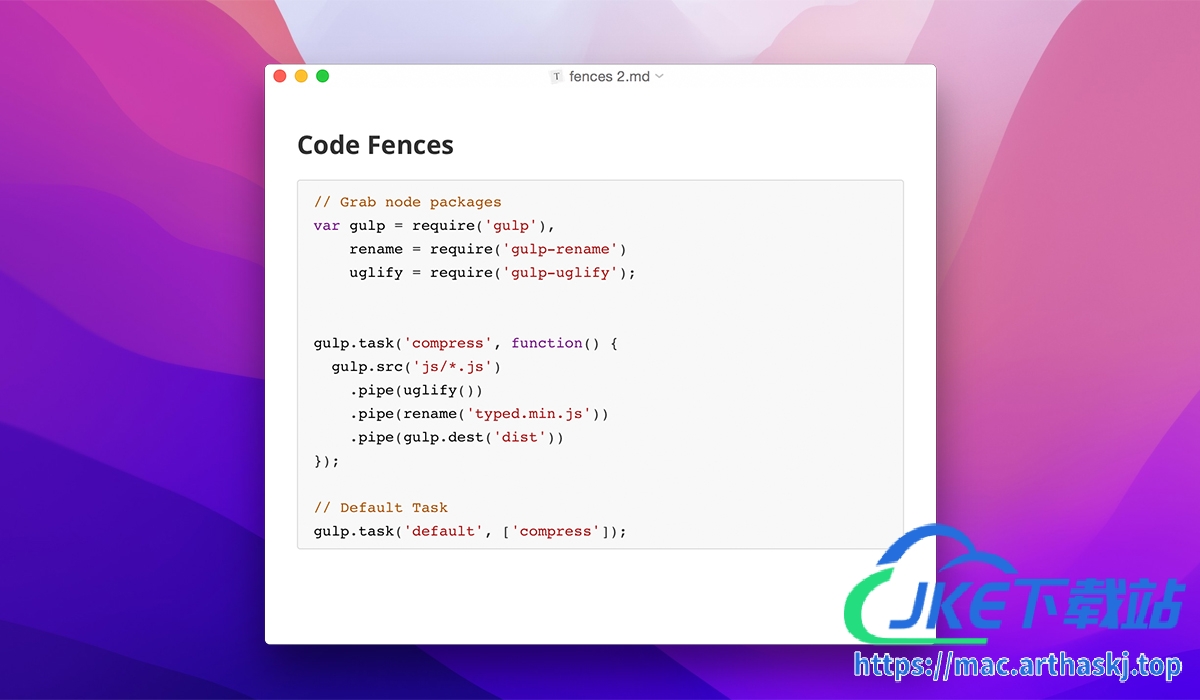 T fences 2.md
Code Fences
// Grab node packages
var gulp = require('gulp'),
    rename = require('gulp-rename')
    uglify = require('gulp-uglify');
gulp.task('compress', function() {
  gulp.src('js/*.js')
    .pipe(uglify())
    .pipe(rename('typed.min.js'))
    .pipe(gulp.dest('dist'))
});
// Default Task
gulp.task('default', ['compress']);
JKE下载站
https://mac.arthaskj.top